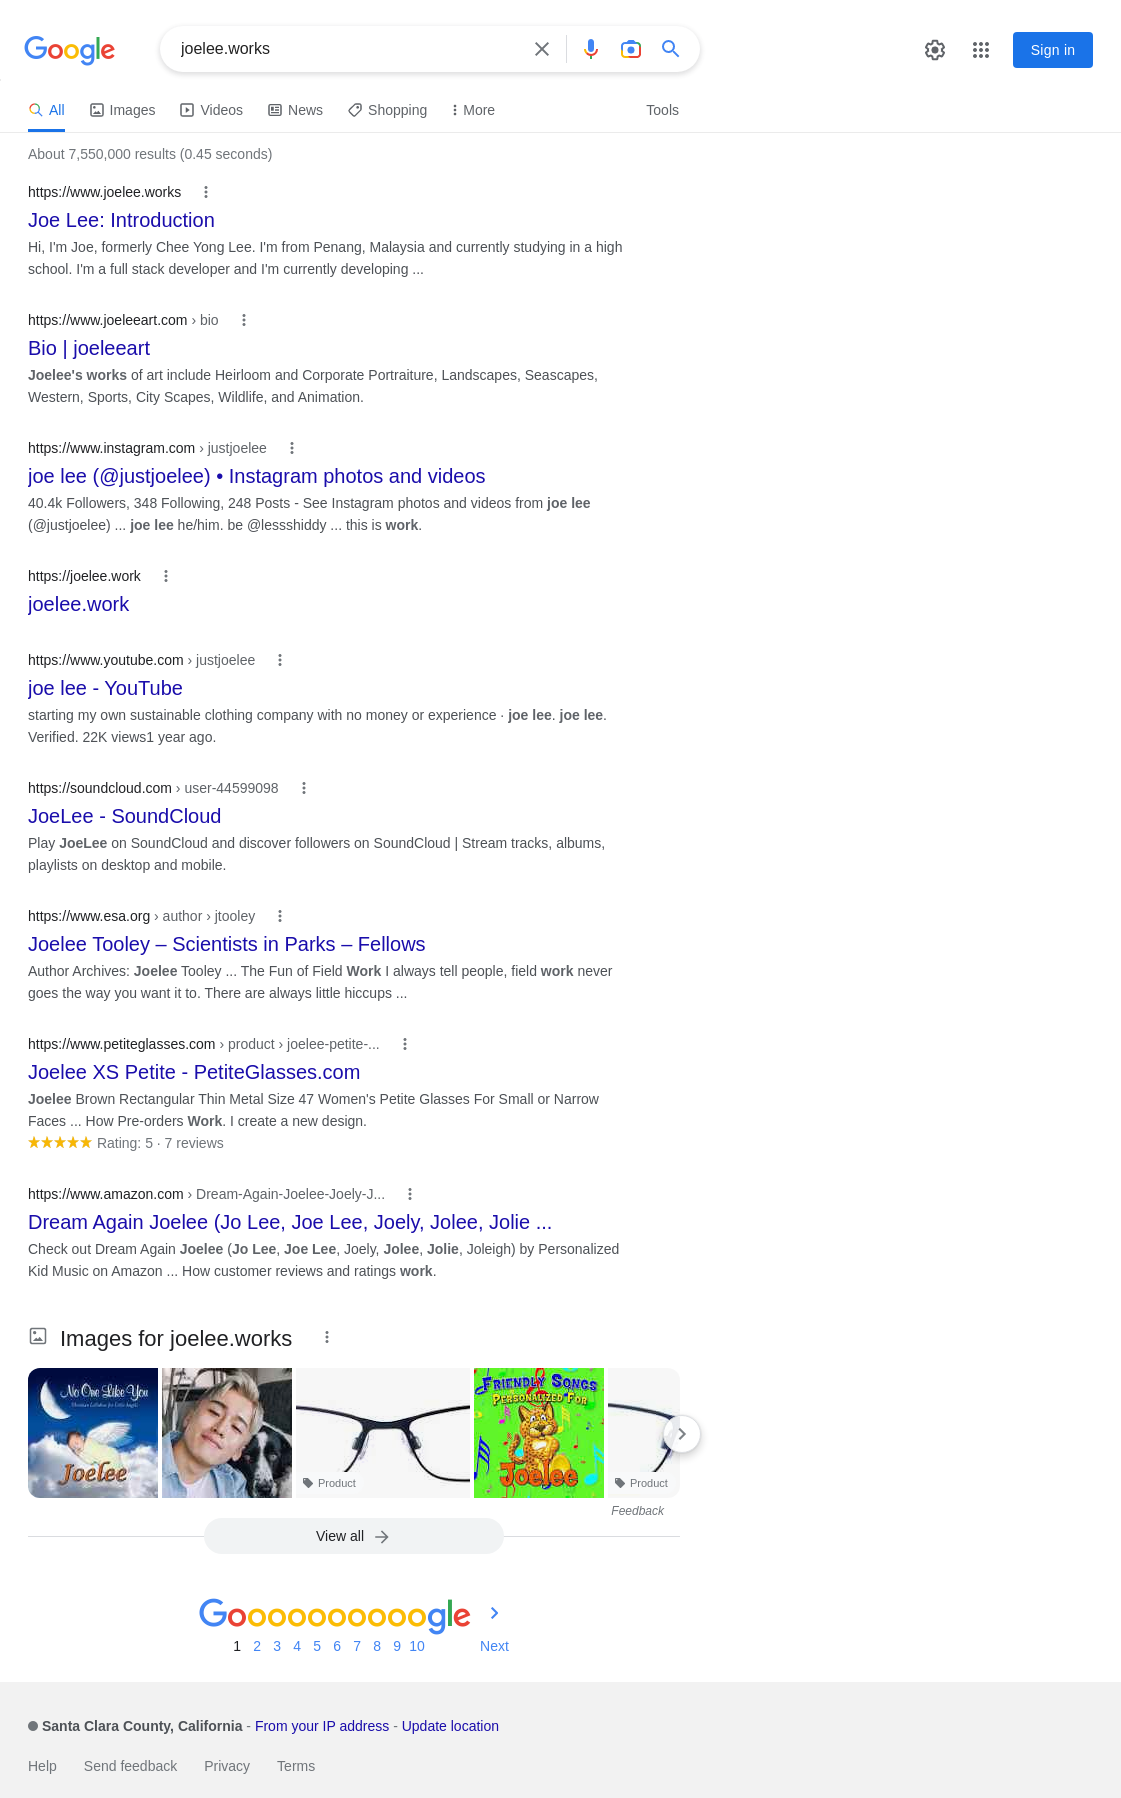 Google
joelee.works
Sign in
All
Images
Videos
News
Shopping
More
Tools
About 7,550,000 results (0.45 seconds)
https://www.joelee.works
Joe Lee: Introduction
Hi, I'm Joe, formerly Chee Yong Lee. I'm from Penang, Malaysia and currently studying in a high
school. I'm a full stack developer and I'm currently developing ...
https://www.joeleeart.com › bio
Bio | joeleeart
Joelee's works of art include Heirloom and Corporate Portraiture, Landscapes, Seascapes,
Western, Sports, City Scapes, Wildlife, and Animation.
https://www.instagram.com › justjoelee
joe lee (@justjoelee) • Instagram photos and videos
40.4k Followers, 348 Following, 248 Posts - See Instagram photos and videos from joe lee
(@justjoelee) ... joe lee he/him. be @lessshiddy ... this is work.
https://joelee.work
joelee.work
https://www.youtube.com › justjoelee
joe lee - YouTube
starting my own sustainable clothing company with no money or experience · joe lee. joe lee.
Verified. 22K views1 year ago.
https://soundcloud.com › user-44599098
JoeLee - SoundCloud
Play JoeLee on SoundCloud and discover followers on SoundCloud | Stream tracks, albums,
playlists on desktop and mobile.
https://www.esa.org › author › jtooley
Joelee Tooley – Scientists in Parks – Fellows
Author Archives: Joelee Tooley ... The Fun of Field Work I always tell people, field work never
goes the way you want it to. There are always little hiccups ...
https://www.petiteglasses.com › product › joelee-petite-...
Joelee XS Petite - PetiteGlasses.com
Joelee Brown Rectangular Thin Metal Size 47 Women's Petite Glasses For Small or Narrow
Faces ... How Pre-orders Work. I create a new design.
Rating: 5 · 7 reviews
https://www.amazon.com › Dream-Again-Joelee-Joely-J...
Dream Again Joelee (Jo Lee, Joe Lee, Joely, Jolee, Jolie ...
Check out Dream Again Joelee (Jo Lee, Joe Lee, Joely, Jolee, Jolie, Joleigh) by Personalized
Kid Music on Amazon ... How customer reviews and ratings work.
Images for joelee.works
No One Like You
Christian Lullabies for Little Angels
Joelee
Product
FRIENDLY SONGS
PERSONALIZED FOR
Joelee
Product
Feedback
View all
Goooooooooogle
1 2 3 4 5 6 7 8 9 10 Next
Santa Clara County, California - From your IP address - Update location
Help
Send feedback
Privacy
Terms